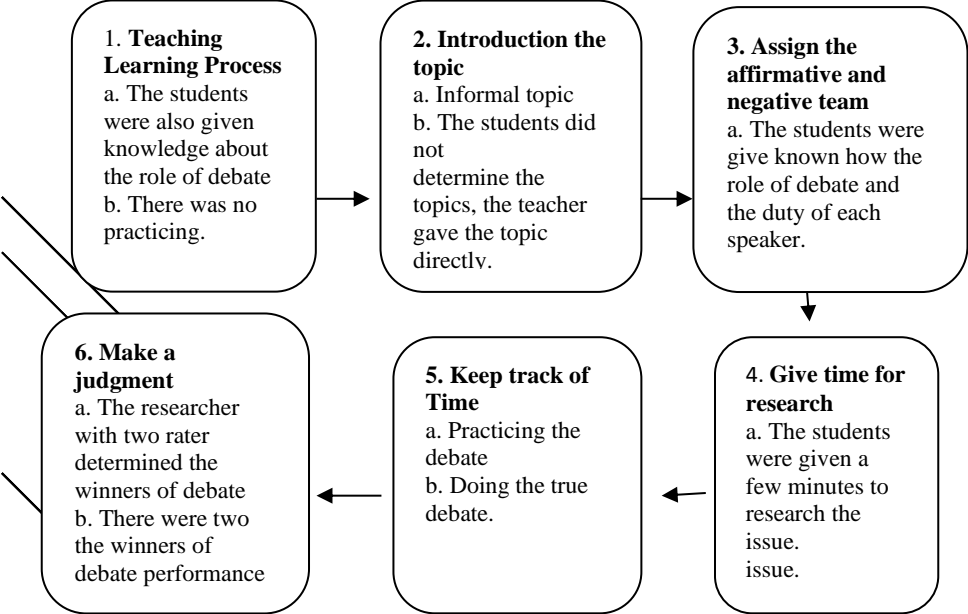 1. Teaching
Learning Process
a. The students
were also given
knowledge about
the role of debate
b. There was no
practicing.
2. Introduction the
topic
a. Informal topic
b. The students did
not
determine the
topics, the teacher
gave the topic
directly.
3. Assign the
affirmative and
negative team
a. The students were
give known how the
role of debate and
the duty of each
speaker.
4. Give time for
research
a. The students
were given a
few minutes to
research the
issue.
issue.
5. Keep track of
Time
a. Practicing the
debate
b. Doing the true
debate.
6. Make a
judgment
a. The researcher
with two rater
determined the
winners of debate
b. There were two
the winners of
debate performance